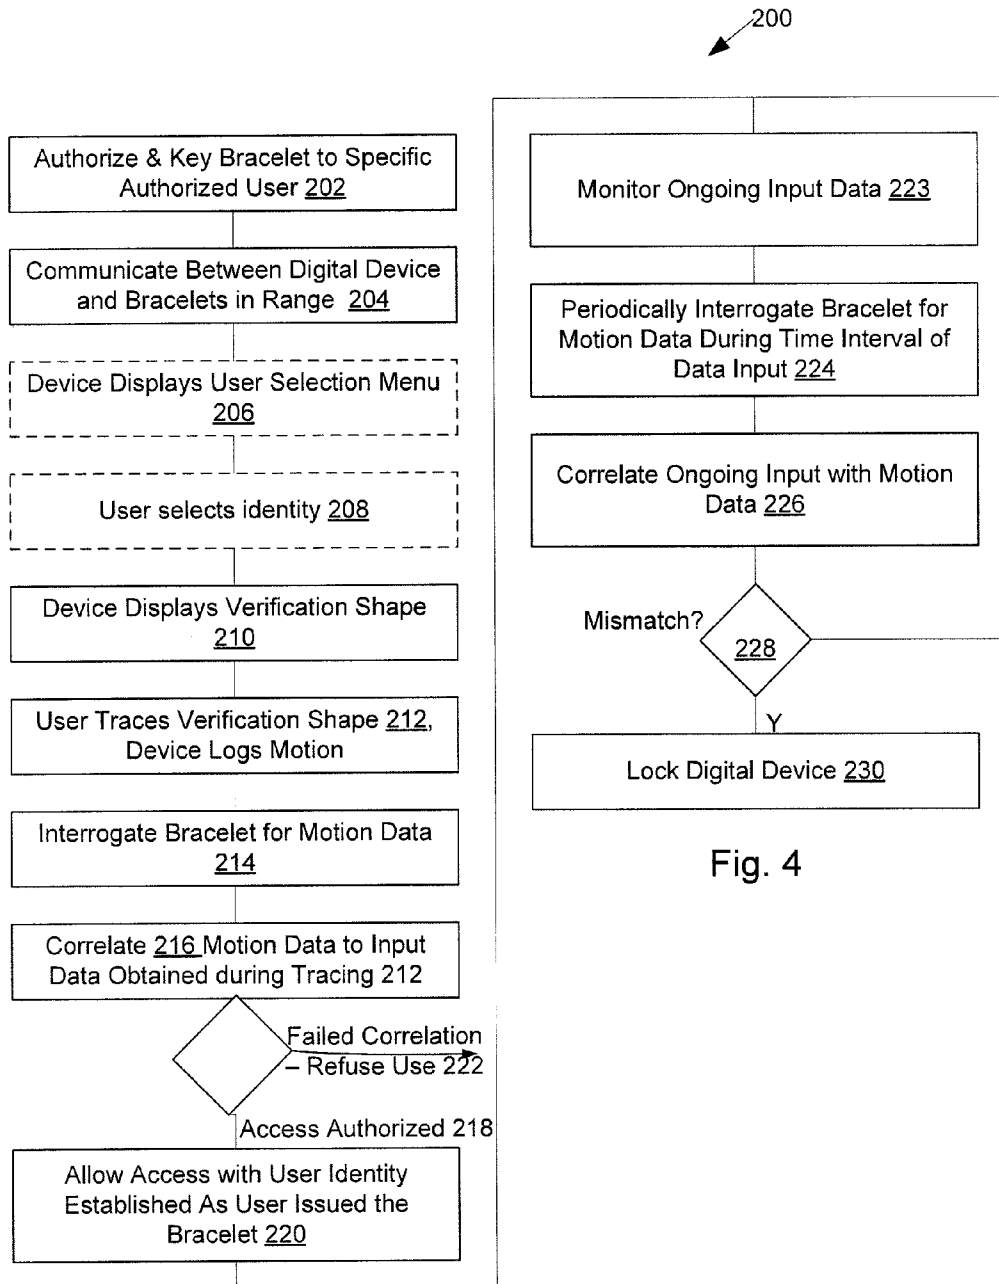 200
Authorize & Key Bracelet to Specific
Authorized User 202
Communicate Between Digital Device
and Bracelets in Range 204
Device Displays User Selection Menu
206
User selects identity 208
Device Displays Verification Shape
210
User Traces Verification Shape 212,
Device Logs Motion
Interrogate Bracelet for Motion Data
214
Correlate 216 Motion Data to Input
Data Obtained during Tracing 212
Failed Correlation
– Refuse Use 222
Access Authorized 218
Allow Access with User Identity
Established As User Issued the
Bracelet 220
Monitor Ongoing Input Data 223
Periodically Interrogate Bracelet for
Motion Data During Time Interval of
Data Input 224
Correlate Ongoing Input with Motion
Data 226
Mismatch?
228
Y
Lock Digital Device 230
Fig. 4